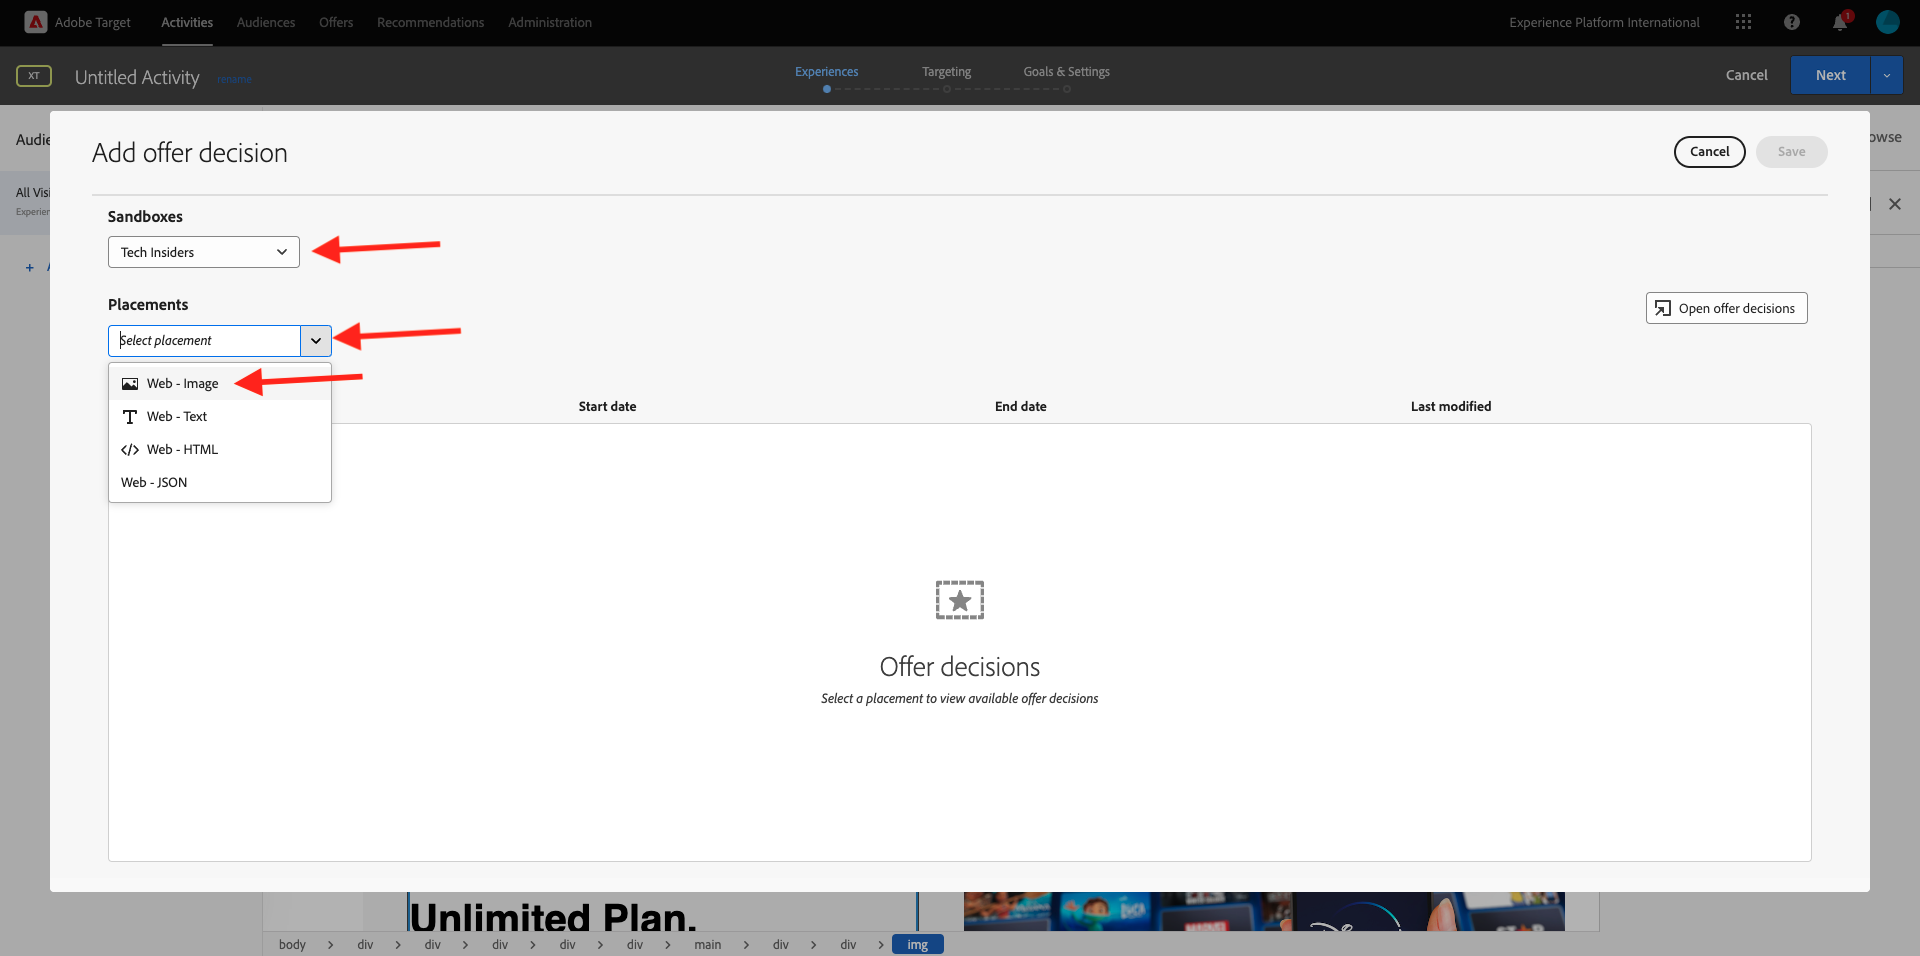 Adobe Target
Activities
Audiences
Offers
Recommendations
Administration
Experience Platform International
1
XT
Untitled Activity
rename
Experiences
Targeting
Goals & Settings
Cancel
Next
Audie
owse
All Visi
Experien
Add offer decision
Cancel
Save
Sandboxes
Tech Insiders
Placements
Select placement
Open offer decisions
Web - Image
Web - Text
Web - HTML
Web - JSON
Start date
End date
Last modified
Offer decisions
Select a placement to view available offer decisions
Unlimited Plan.
body
div
div
div
div
div
main
div
div
img